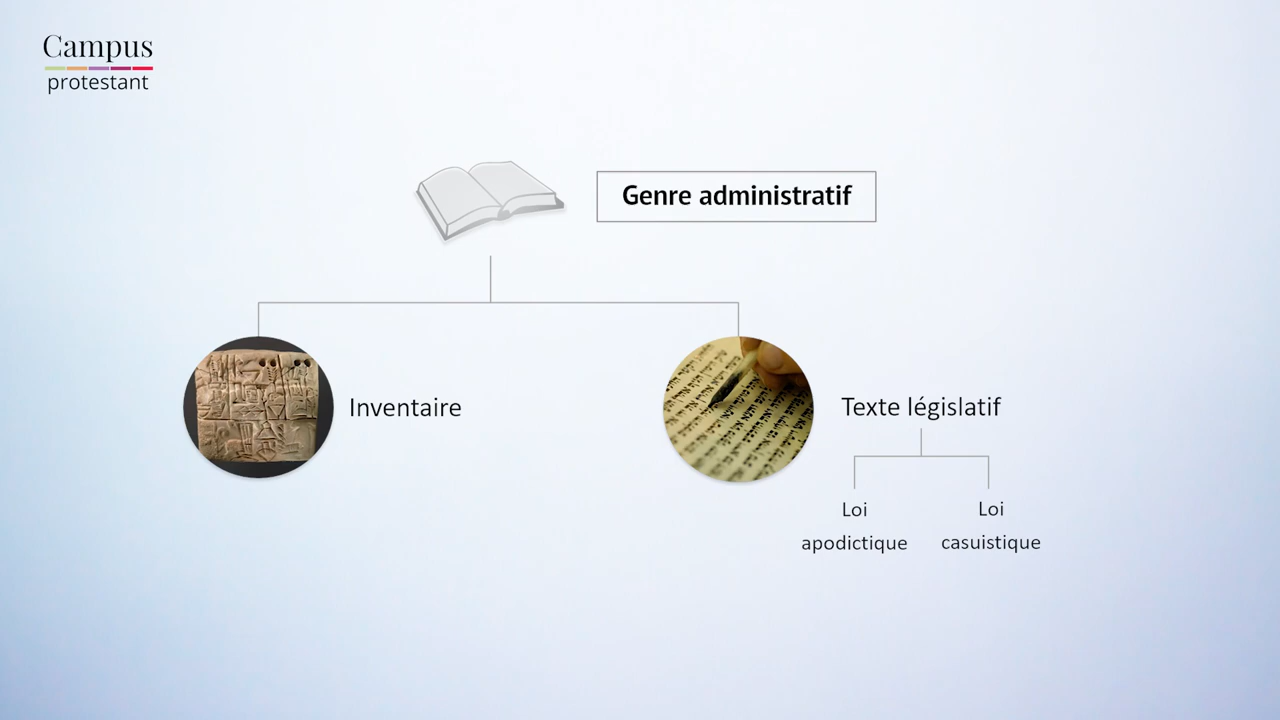 Campus
protestant
Genre administratif
Inventaire
Texte législatif
Loi
apodictique
Loi
casuistique